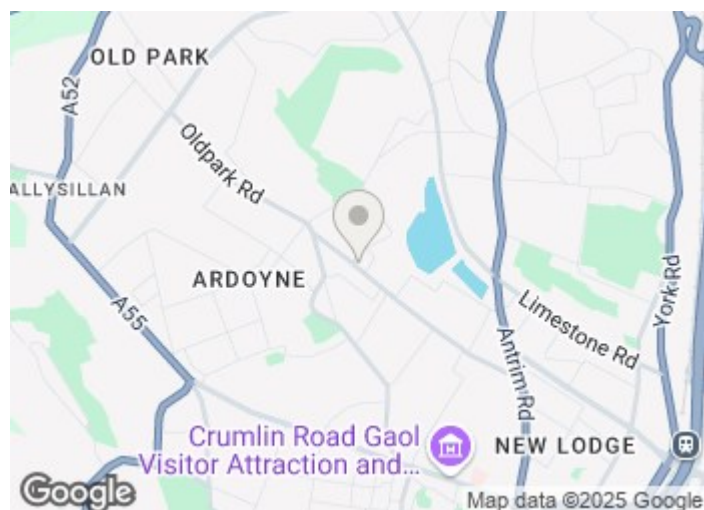 OLD PARK
A52
Oldpark Rd
ALLYSILLAN
ARDOYNE
A55
Limestone Rd
York Rd
Antrim Rd
Crumlin Road Gaol
Visitor Attraction and...
NEW LODGE
Google
Map data ©2025 Google